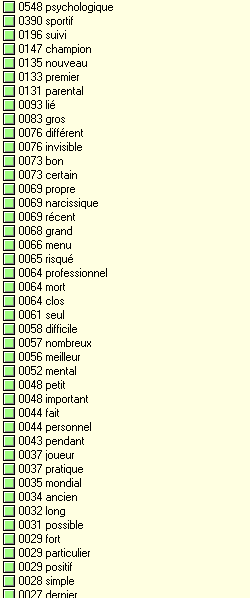 0548 psychologique
0390 sportif
0196 suivi
0147 champion
0135 nouveau
0133 premier
0131 parental
0093 lié
0083 gros
0076 différent
0076 invisible
0073 bon
0073 certain
0069 propre
0069 narcissique
0069 récent
0068 grand
0066 menu
0065 risqué
0064 professionnel
0064 mort
0064 clos
0061 seul
0058 difficile
0057 nombreux
0056 meilleur
0052 mental
0048 petit
0048 important
0044 fait
0044 personnel
0043 pendant
0037 joueur
0037 pratique
0035 mondial
0034 ancien
0032 long
0031 possible
0029 fort
0029 particulier
0029 positif
0028 simple
0027 dernier